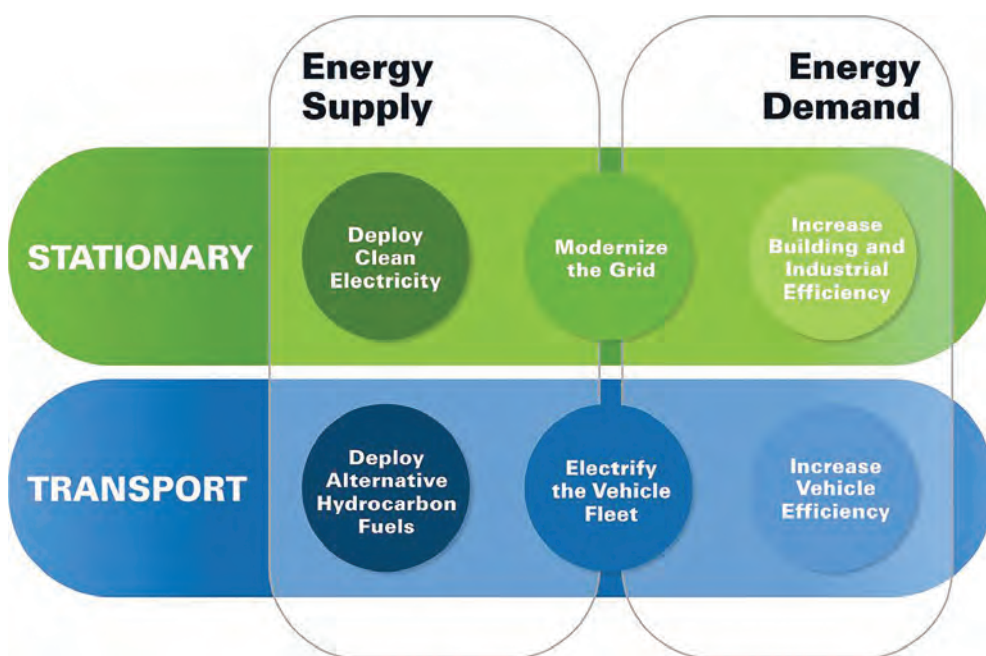 Energy
Supply
Energy
Demand
STATIONARY
Deploy
Clean
Electricity
Modernize
the Grid
Increase
Building and
Industrial
Efficiency
TRANSPORT
Deploy
Alternative
Hydrocarbon
Fuels
Electrify
the Vehicle
Fleet
Increase
Vehicle
Efficiency